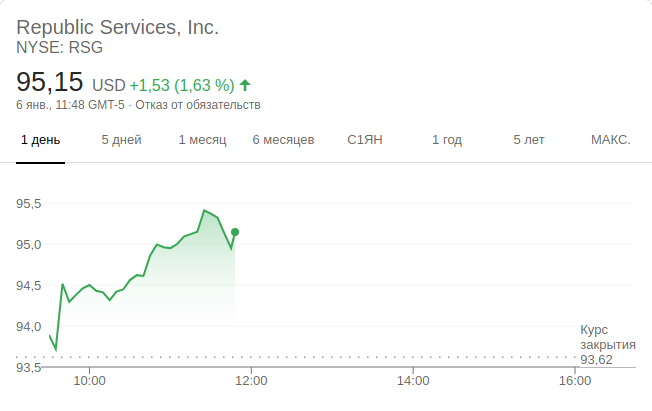 Republic Services, Inc.
NYSE: RSG
95,15 USD +1,53 (1,63 %)
6 янв., 11:48 GMT-5 · Отказ от обязательств
1 день 5 дней 1 месяц 6 месяцев С1ЯН 1 год 5 лет МАКС.
95,5
95,0
94,5
94,0
93,5
Курс
закрытия
93,62
10:00 12:00 14:00 16:00